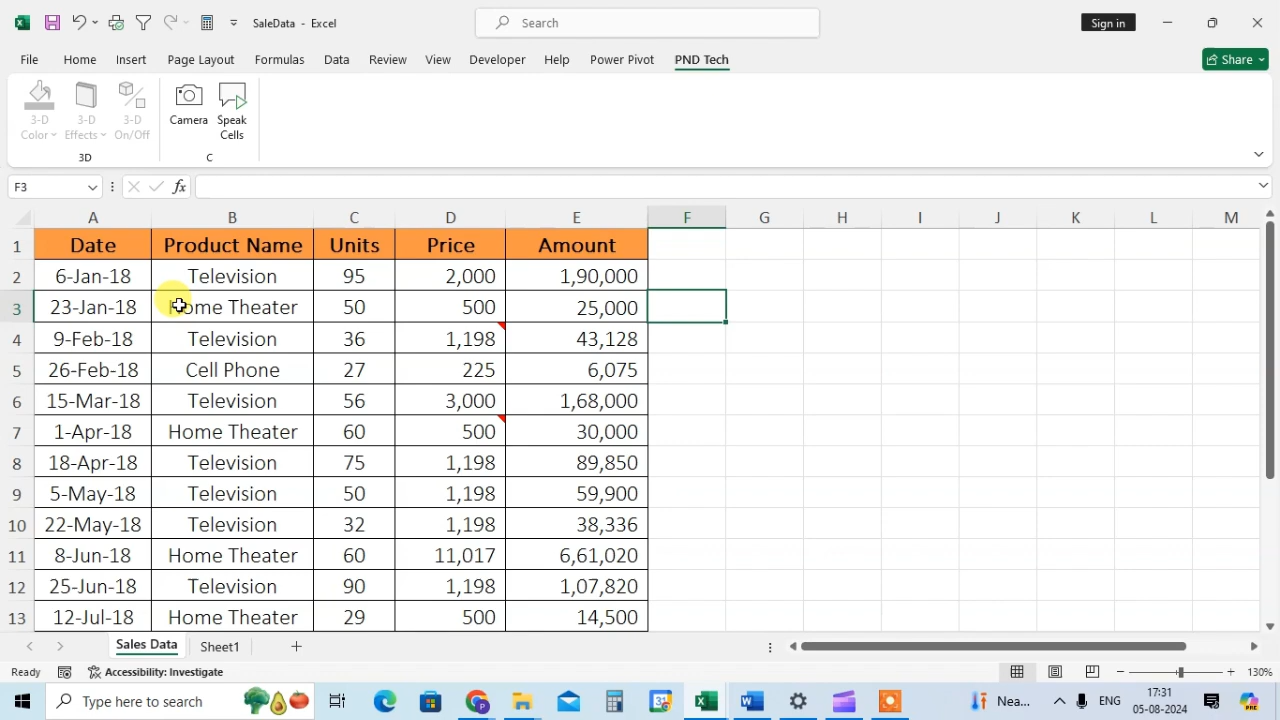 SaleData - Excel
Search
Sign in
File Home Insert Page Layout Formulas Data Review View Developer Help Power Pivot PND Tech
Share
3-D Color
3-D Effects
3-D On/Off
Camera
Speak Cells
3D
C
F3
fx
A B C D E F G H I J K L M
1 Date Product Name Units Price Amount
2 6-Jan-18 Television 95 2,000 1,90,000
3 23-Jan-18 Home Theater 50 500 25,000
4 9-Feb-18 Television 36 1,198 43,128
5 26-Feb-18 Cell Phone 27 225 6,075
6 15-Mar-18 Television 56 3,000 1,68,000
7 1-Apr-18 Home Theater 60 500 30,000
8 18-Apr-18 Television 75 1,198 89,850
9 5-May-18 Television 50 1,198 59,900
10 22-May-18 Television 32 1,198 38,336
11 8-Jun-18 Home Theater 60 11,017 6,61,020
12 25-Jun-18 Television 90 1,198 1,07,820
13 12-Jul-18 Home Theater 29 500 14,500
Sales Data Sheet1
Ready Accessibility: Investigate 130%
Type here to search
Nea... ENG
17:31
05-08-2024